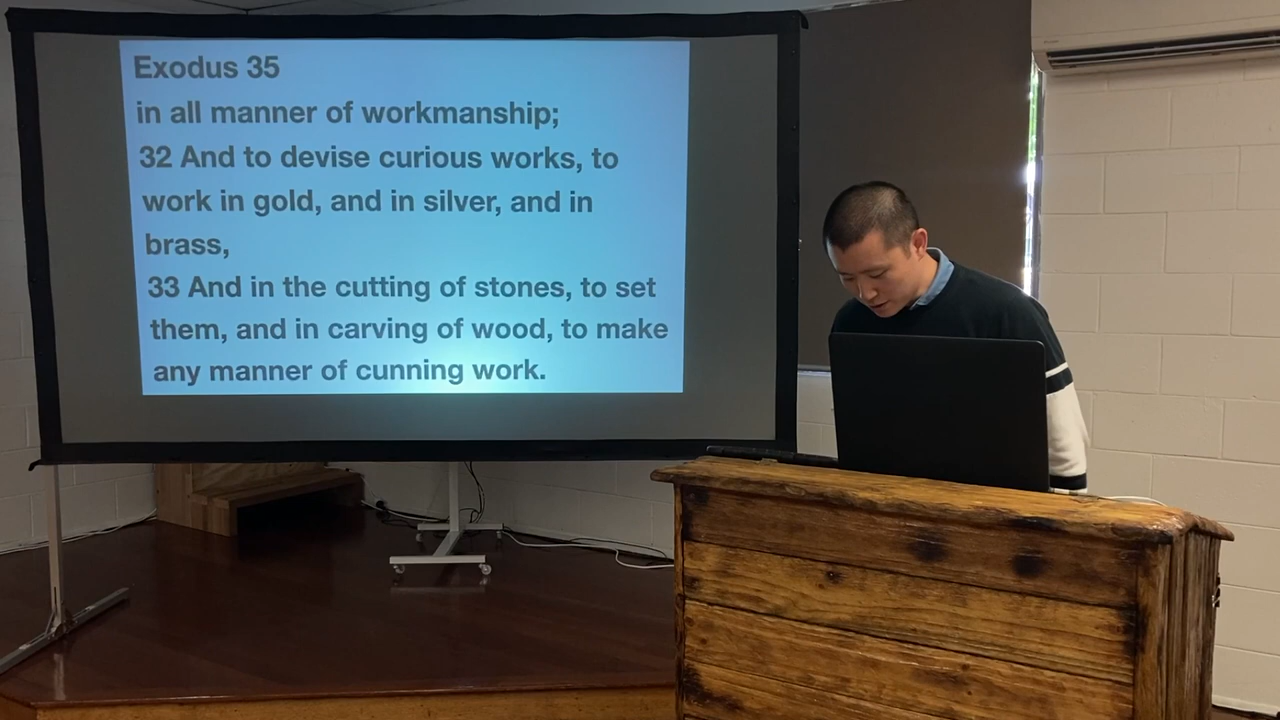 Exodus 35
in all manner of workmanship;
32 And to devise curious works, to
work in gold, and in silver, and in
brass,
33 And in the cutting of stones, to set
them, and in carving of wood, to make
any manner of cunning work.